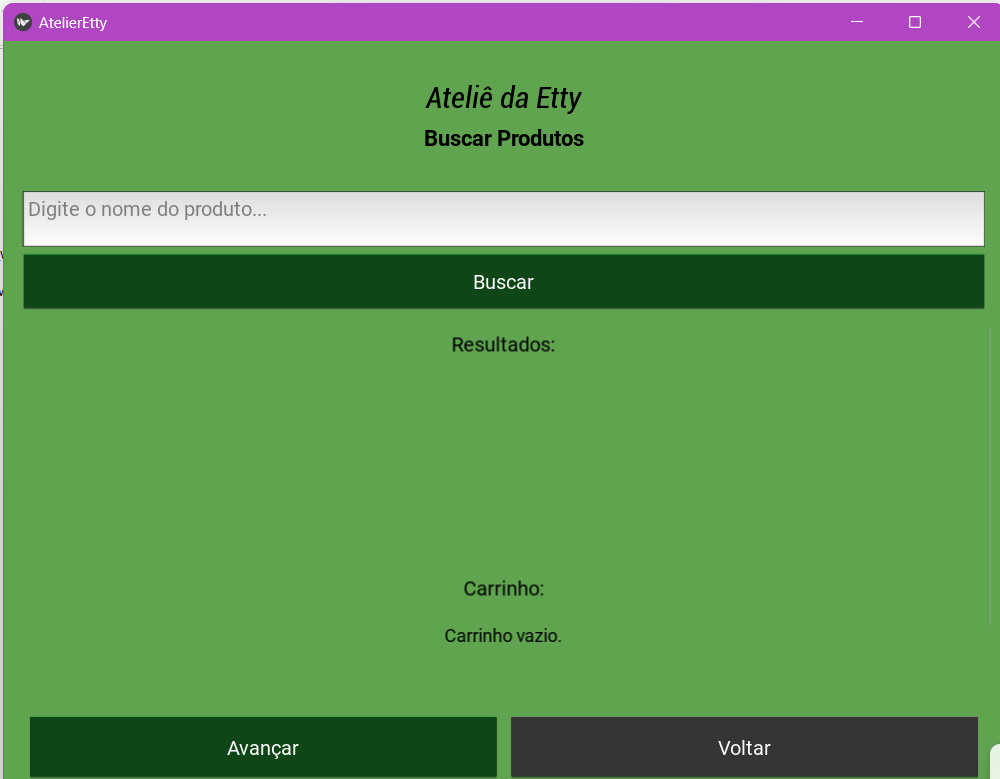 AtelierEtty
Ateliê da Etty
Buscar Produtos
Digite o nome do produto...
Buscar
Resultados:
Carrinho:
Carrinho vazio.
Avançar
Voltar